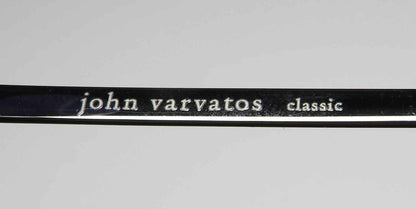 john varvatos classic